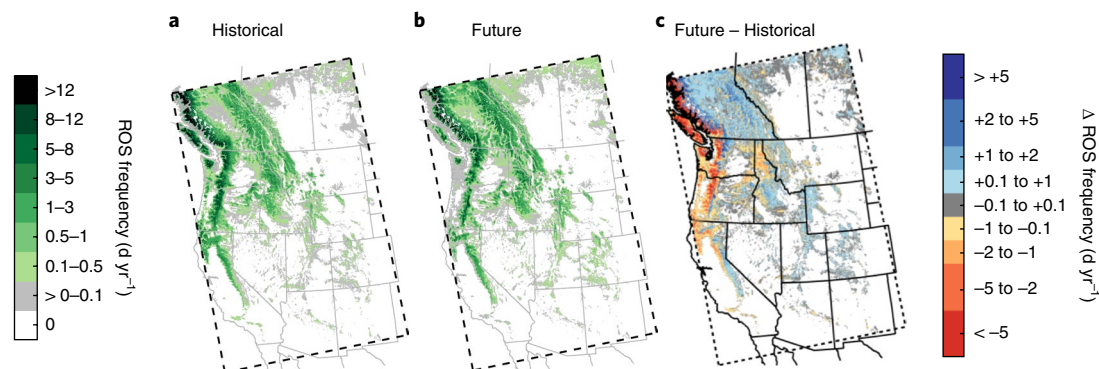 a
Historical
b
Future
c
Future – Historical
>12
8–12
5–8
3–5
1–3
0.5–1
0.1–0.5
> 0–0.1
0
ROS frequency (d yr⁻¹)
> +5
+2 to +5
+1 to +2
+0.1 to +1
−0.1 to +0.1
−1 to −0.1
−2 to −1
−5 to −2
< −5
Δ ROS frequency (d yr⁻¹)